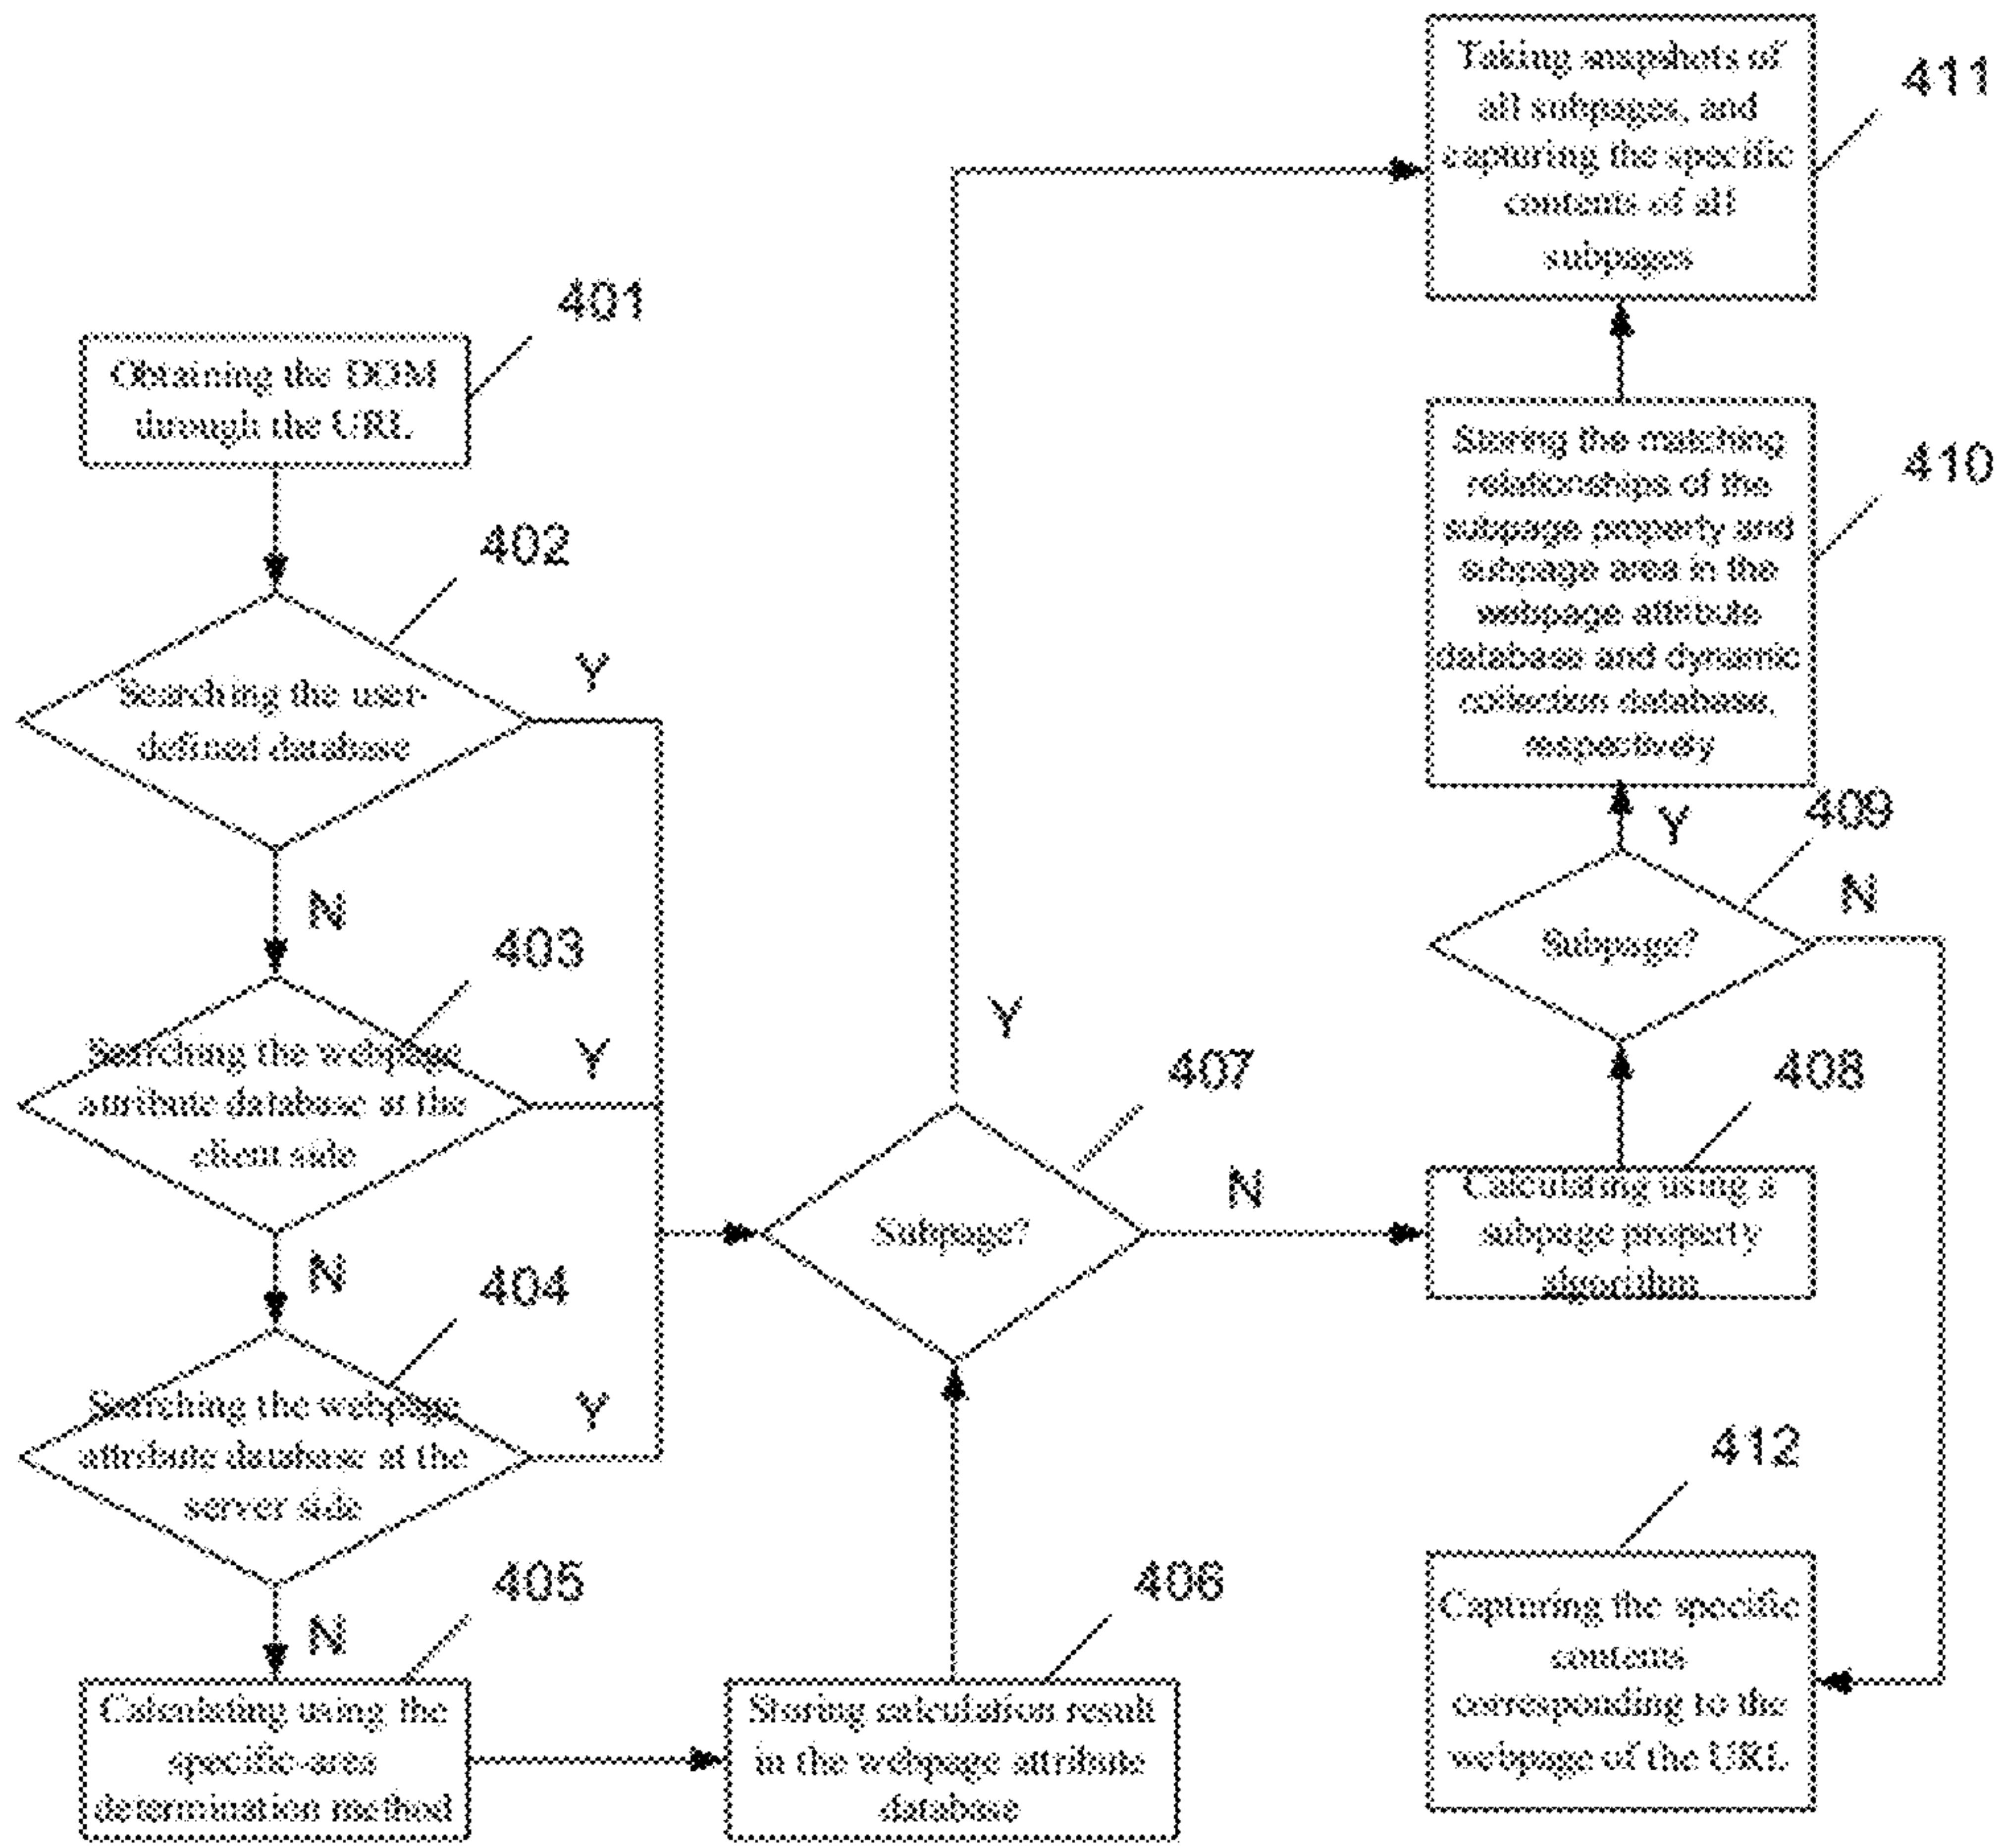 401
Obtaining the DOM
through the URL
402
Searching the user-
defined database
Y
N
403
Searching the webpage
attribute database at the
client side
Y
N
404
Searching the webpage
attribute database at the
server side
Y
N
405
Calculating using the
specific-area
determination method
406
Storing calculation result
in the webpage attribute
database
407
Subpage?
Y
N
408
Calculating using a
subpage property
algorithm
409
Subpage?
Y
N
410
Storing the matching
relationships of the
subpage property and
subpage area in the
webpage attribute
database and dynamic
collection database,
respectively
411
Taking snapshots of
all subpages, and
capturing the specific
contents of all
subpages
412
Capturing the specific
contents
corresponding to the
webpage of the URL